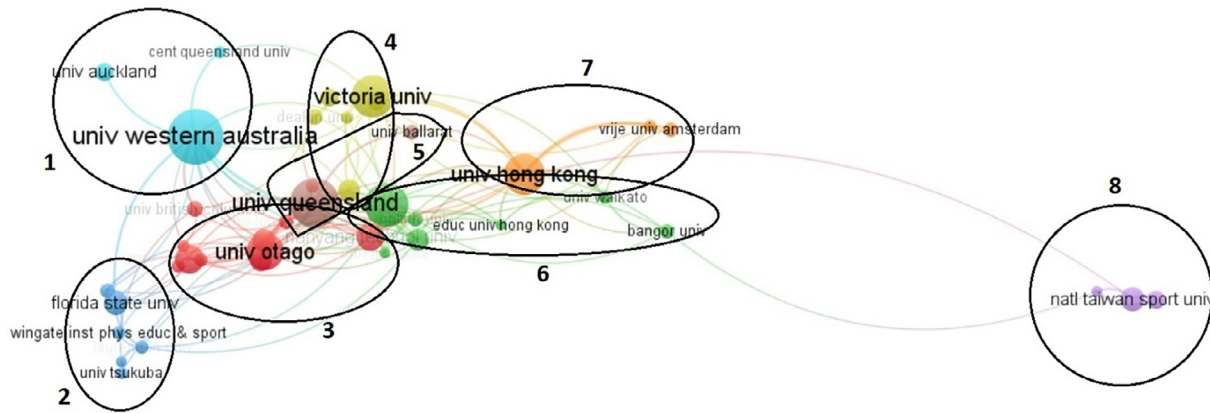 4
7
cent queensland univ
univ auckland
victoria univ
univ western australia
univ ballarat
vrije univ amsterdam
1
5
univ hong kong
8
univ queensland
univ waikato
educ univ hong kong
bangor univ
univ otago
6
natl taiwan sport univ
florida state univ
3
wingate inst phys educ & sport
univ tsukuba
2